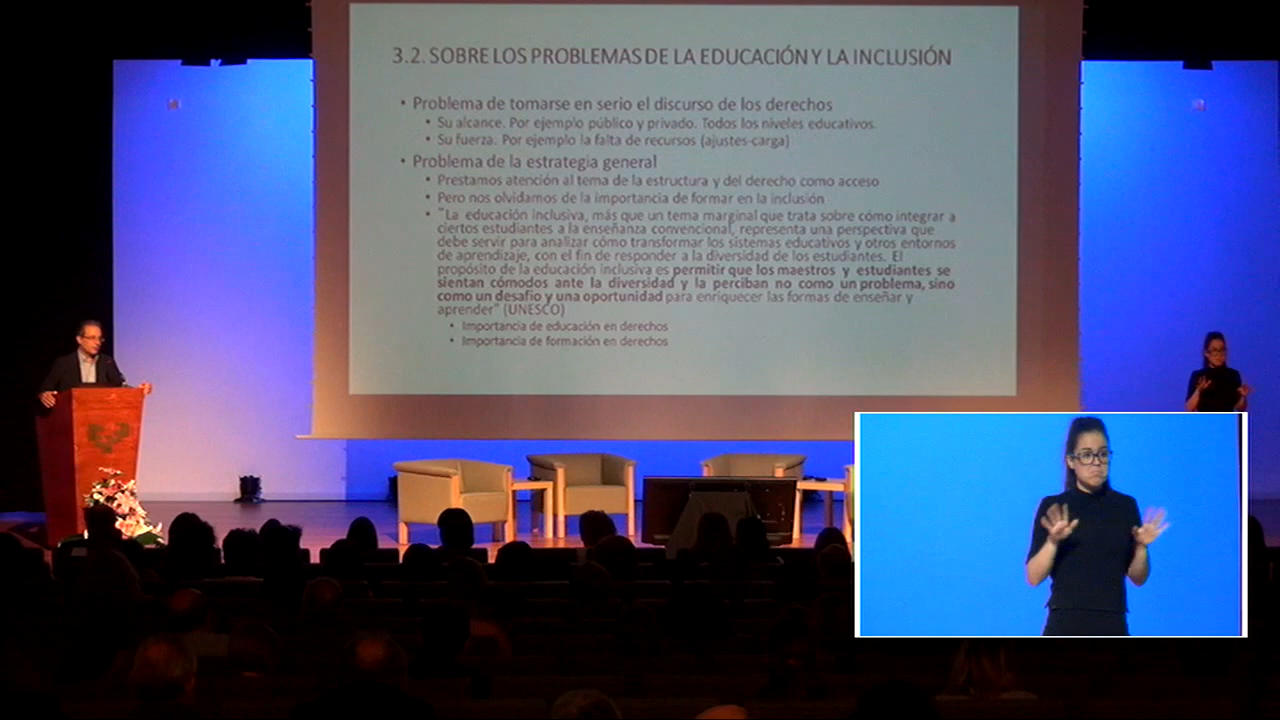 3.2. SOBRE LOS PROBLEMAS DE LA EDUCACIÓN Y LA INCLUSIÓN
• Problema de tomarse en serio el discurso de los derechos
• Su alcance. Por ejemplo público y privado. Todos los niveles educativos.
• Su fuerza. Por ejemplo la falta de recursos (ajustes-carga)
• Problema de la estrategia general
• Prestamos atención al tema de la estructura y del derecho como acceso
• Pero nos olvidamos de la importancia de formar en la inclusión
• "La educación inclusiva, más que un tema marginal que trata sobre cómo integrar a
ciertos estudiantes a la enseñanza convencional, representa una perspectiva que
debe servir para analizar cómo transformar los sistemas educativos y otros entornos
de aprendizaje, con el fin de responder a la diversidad de los estudiantes. El
propósito de la educación inclusiva es permitir que los maestros y estudiantes se
sientan cómodos ante la diversidad y la perciban no como un problema, sino
como un desafío y una oportunidad para enriquecer las formas de enseñar y
aprender" (UNESCO)
• Importancia de educación en derechos
• Importancia de formación en derechos